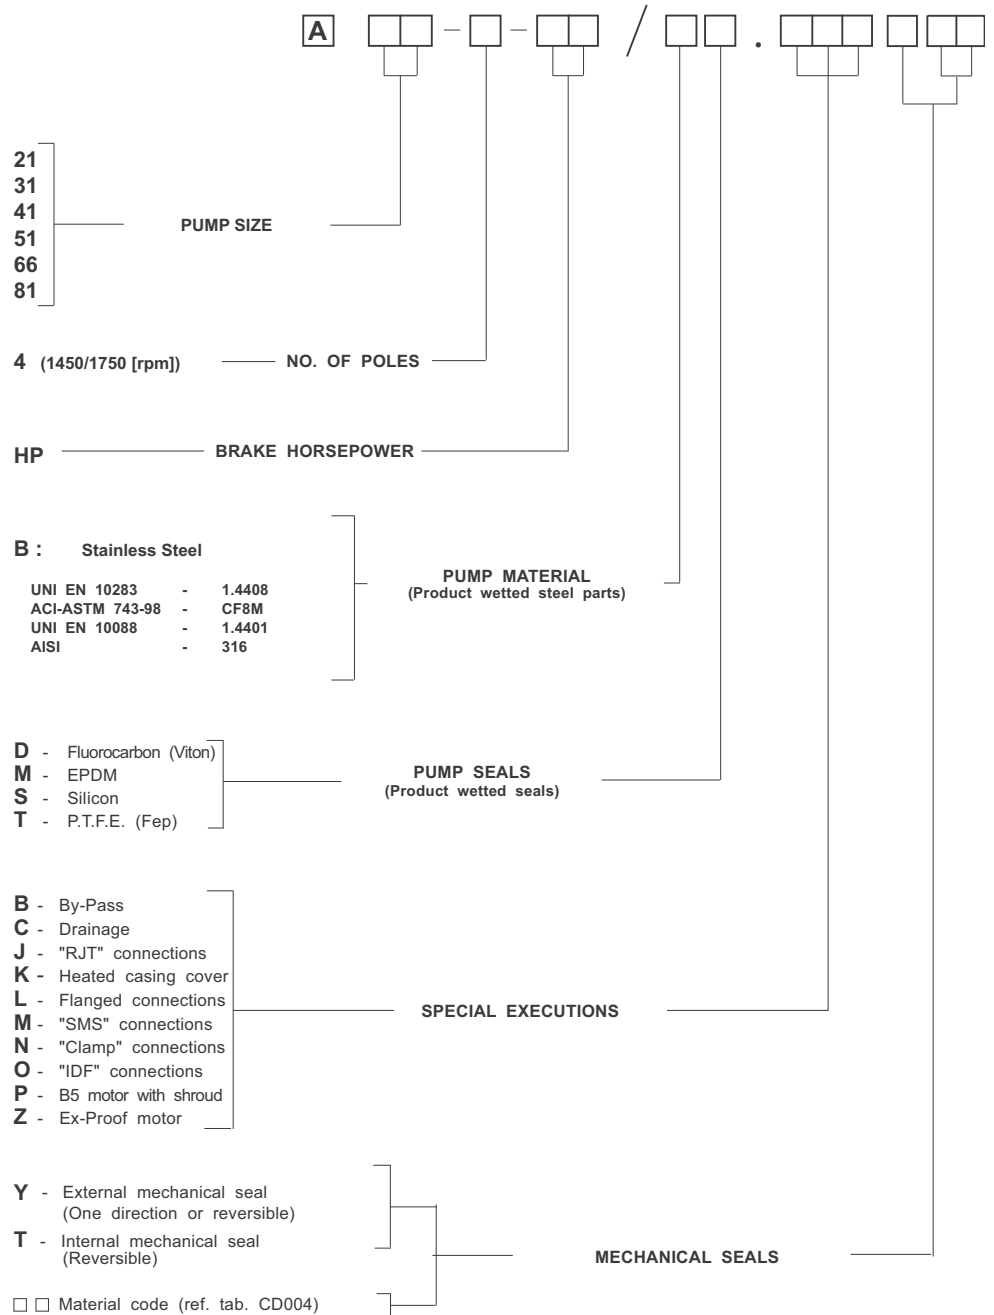 A □□ – □ – □□ / □□ . □□□ □ □□
21
31
41
51
66
81
PUMP SIZE
4 (1450/1750 [rpm]) NO. OF POLES
HP BRAKE HORSEPOWER
B : Stainless Steel
UNI EN 10283 - 1.4408
ACI-ASTM 743-98 - CF8M
UNI EN 10088 - 1.4401
AISI - 316
PUMP MATERIAL
(Product wetted steel parts)
D - Fluorocarbon (Viton)
M - EPDM
S - Silicon
T - P.T.F.E. (Fep)
PUMP SEALS
(Product wetted seals)
B - By-Pass
C - Drainage
J - "RJT" connections
K - Heated casing cover
L - Flanged connections
M - "SMS" connections
N - "Clamp" connections
O - "IDF" connections
P - B5 motor with shroud
Z - Ex-Proof motor
SPECIAL EXECUTIONS
Y - External mechanical seal
(One direction or reversible)
T - Internal mechanical seal
(Reversible)
MECHANICAL SEALS
□ □ Material code (ref. tab. CD004)